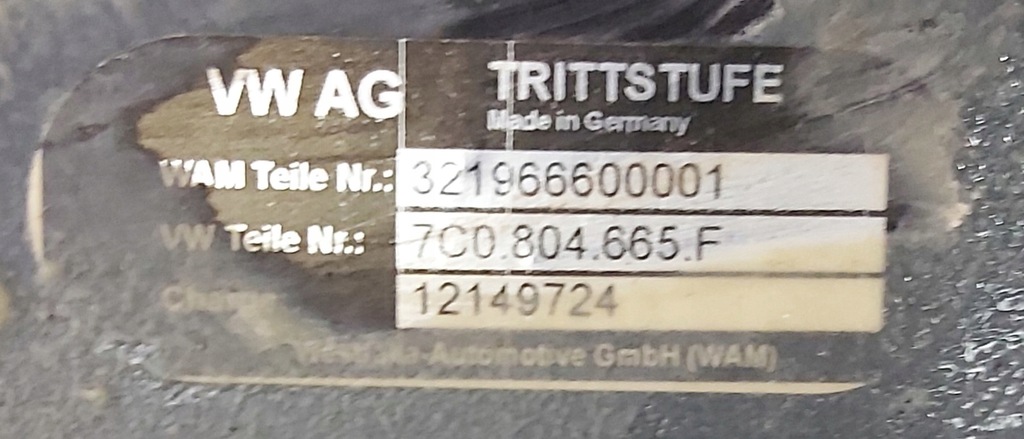 VW AG TRITTSTUFE
Made in Germany
WAM Teile Nr.: 321966600001
VW Teile Nr.: 7C0.804.665.F
Charge 12149724
-Automotive GmbH (WAM)